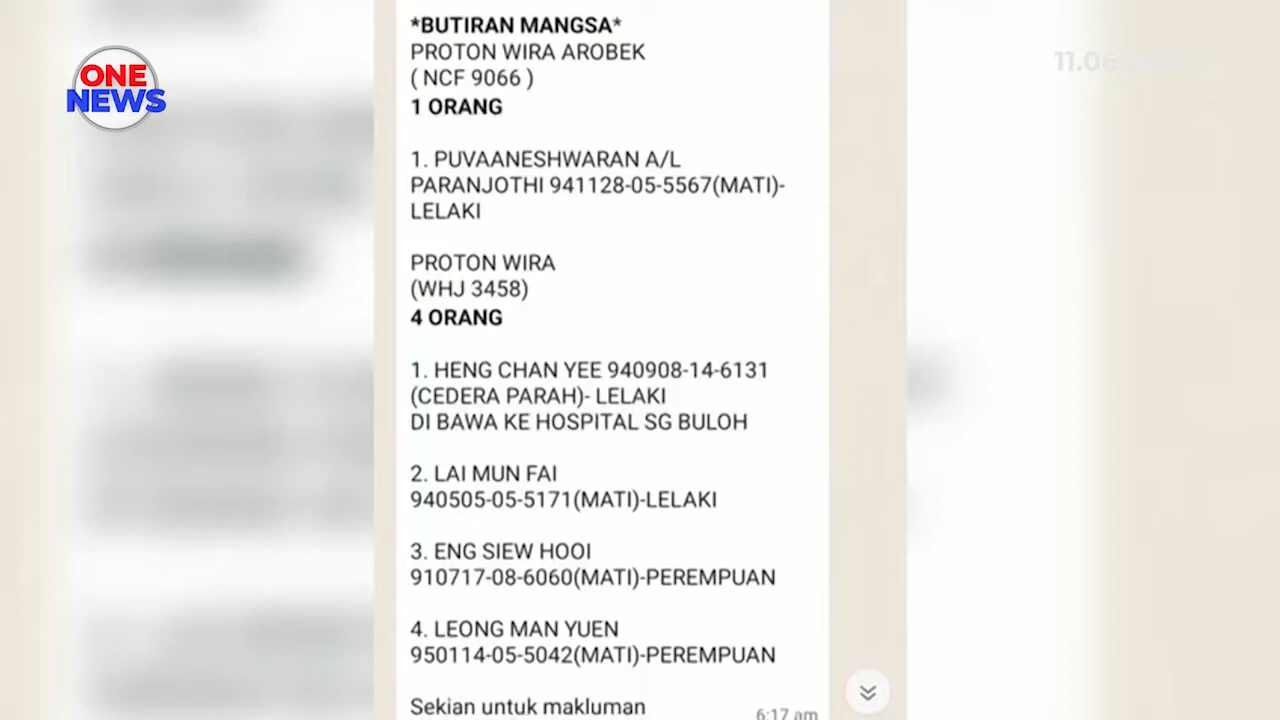 ONE
NEWS
11.06
*BUTIRAN MANGSA*
PROTON WIRA AROBEK
( NCF 9066 )
1 ORANG
1. PUVAANESHWARAN A/L
PARANJOTHI 941128-05-5567(MATI)-
LELAKI
PROTON WIRA
(WHJ 3458)
4 ORANG
1. HENG CHAN YEE 940908-14-6131
(CEDERA PARAH)- LELAKI
DI BAWA KE HOSPITAL SG BULOH
2. LAI MUN FAI
940505-05-5171(MATI)-LELAKI
3. ENG SIEW HOOI
910717-08-6060(MATI)-PEREMPUAN
4. LEONG MAN YUEN
950114-05-5042(MATI)-PEREMPUAN
Sekian untuk makluman
6:17 am